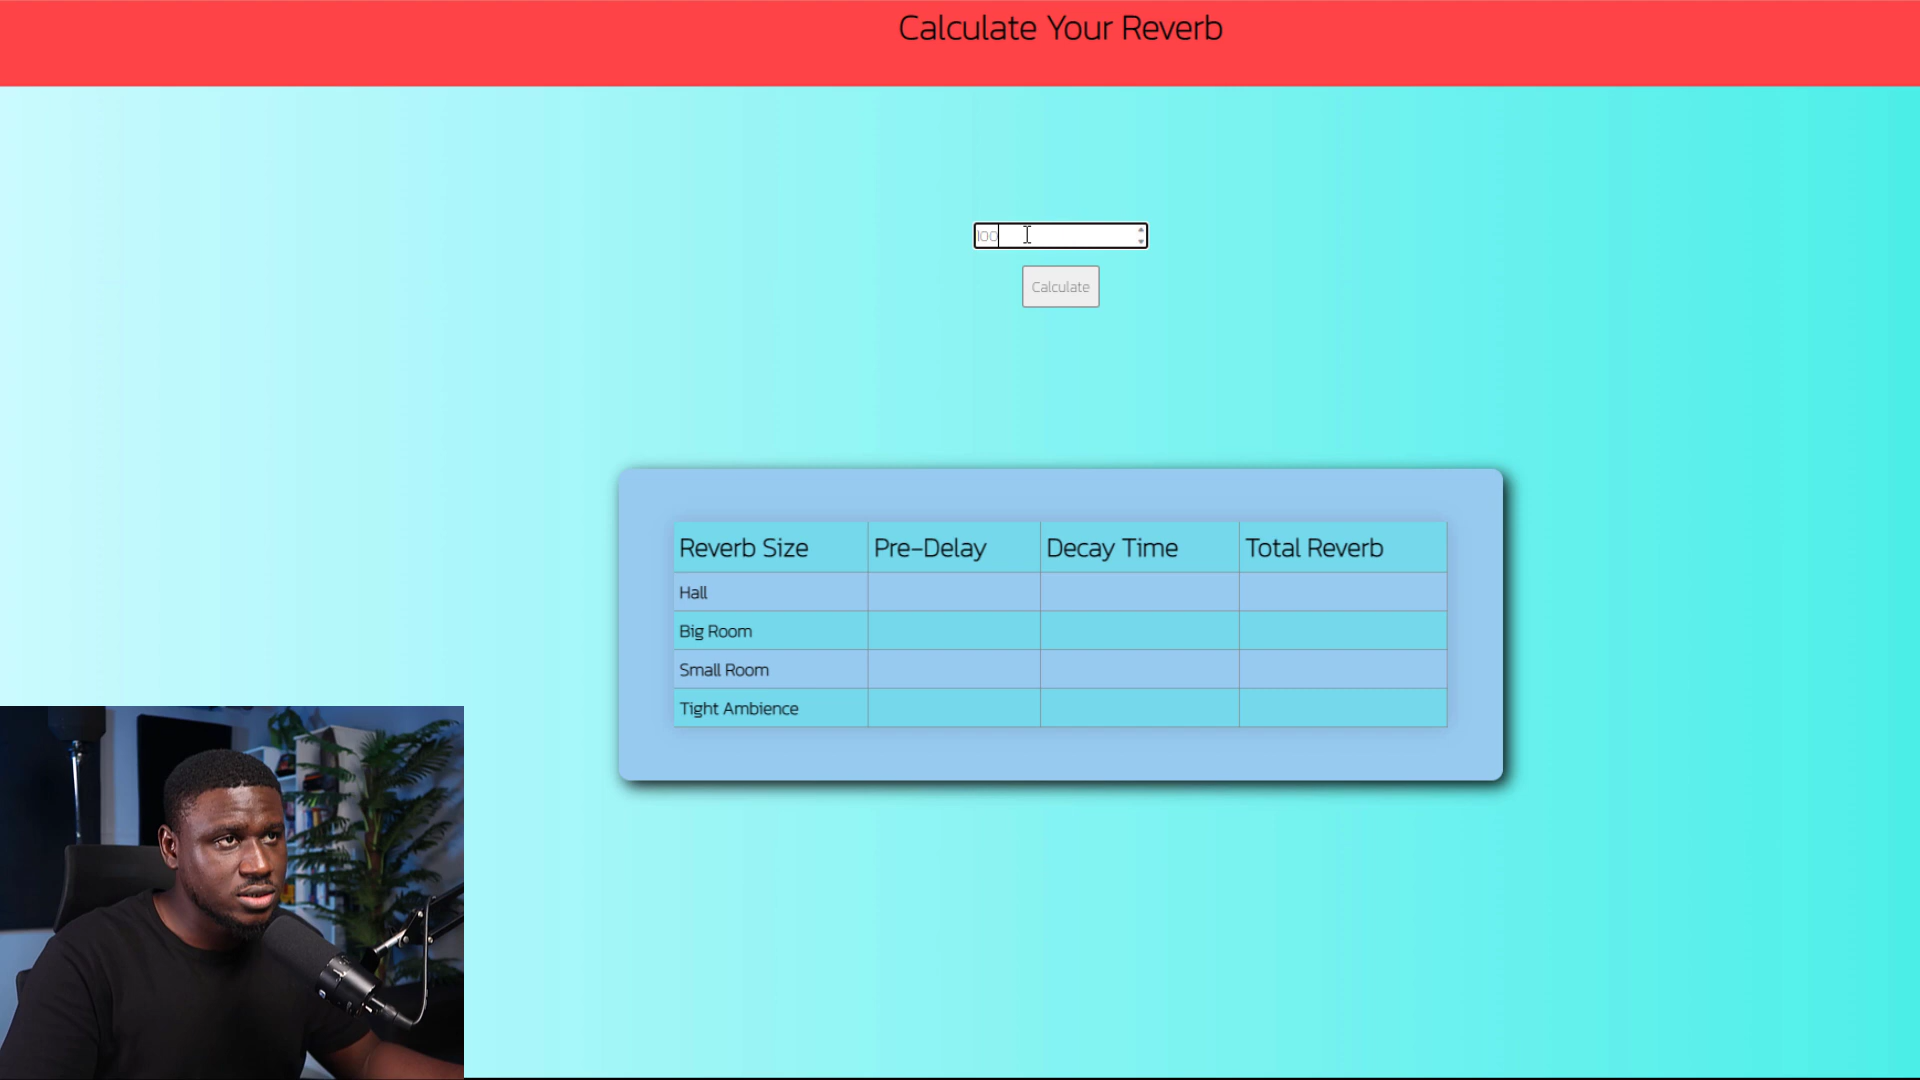 Calculate Your Reverb
100
Calculate
Reverb Size Pre-Delay Decay Time Total Reverb
Hall
Big Room
Small Room
Tight Ambience